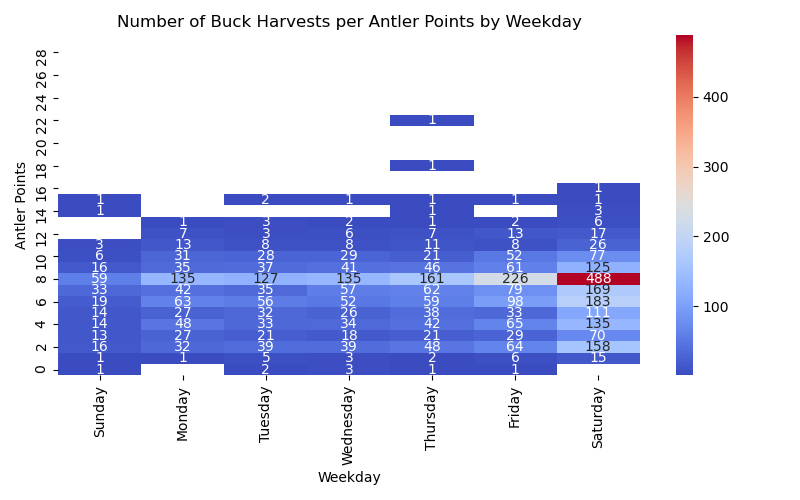 Number of Buck Harvests per Antler Points by Weekday
Antler Points
28
26
24
22 1
20
18 1
16 1
1 2 1 1 1 1
14 1 1 3
1 3 2 1 2 6
12 7 3 6 7 13 17
3 13 8 8 11 8 26
10 6 31 28 29 21 52 77
16 35 37 41 46 61 125
8 59 135 127 135 161 226 488
33 42 35 57 62 79 169
6 19 63 56 52 59 98 183
14 27 32 26 38 33 111
4 14 48 33 34 42 65 135
13 27 21 18 21 29 70
2 16 32 39 39 48 64 158
1 1 5 3 2 6 15
0 1 2 3 1 1
Sunday Monday Tuesday Wednesday Thursday Friday Saturday
Weekday
400
300
200
100